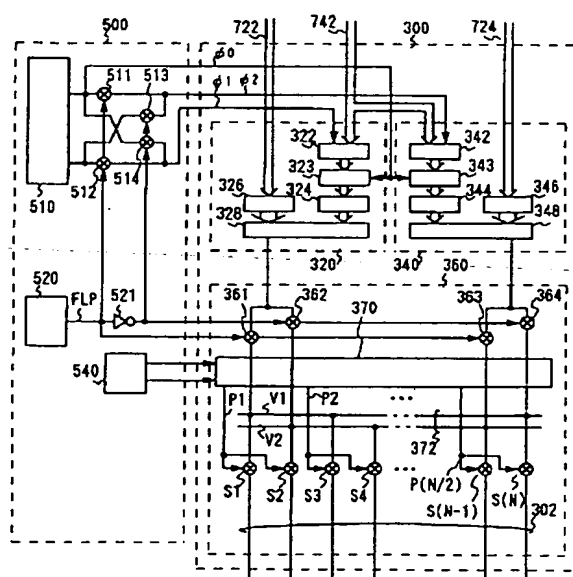 722 742 724
500 300
ϕ0
511 513 ϕ1 ϕ2
322 342
512 514
510 323 343
326 324 344 346
328 348
320 340 360
520 521 361 362 363 364
FLP
370
540
P1 V1 P2 ...
V2 372
S1 S2 S3 S4 ... P(N/2) S(N)
S(N-1) 302